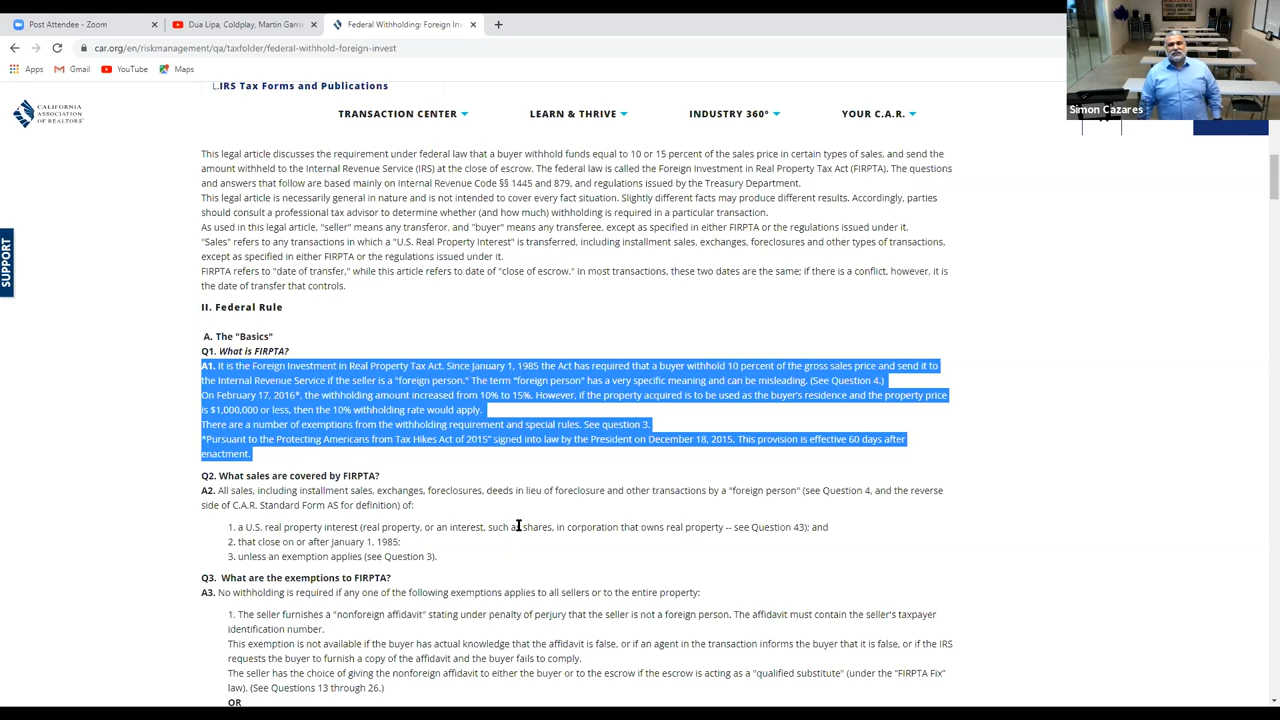 Post Attendee - Zoom
Dua Lipa, Coldplay, Martin Garri
Federal Withholding: Foreign Inv
car.org/en/riskmanagement/qa/taxfolder/federal-withhold-foreign-invest
Apps
Gmail
YouTube
Maps
Simon Cazares
IRS Tax Forms and Publications
CALIFORNIA
ASSOCIATION
OF REALTORS
TRANSACTION CENTER
LEARN & THRIVE
INDUSTRY 360°
YOUR C.A.R.
SUPPORT
This legal article discusses the requirement under federal law that a buyer withhold funds equal to 10 or 15 percent of the sales price in certain types of sales, and send the
amount withheld to the Internal Revenue Service (IRS) at the close of escrow. The federal law is called the Foreign Investment in Real Property Tax Act (FIRPTA). The questions
and answers that follow are based mainly on Internal Revenue Code §§ 1445 and 879, and regulations issued by the Treasury Department.
This legal article is necessarily general in nature and is not intended to cover every fact situation. Slightly different facts may produce different results. Accordingly, parties
should consult a professional tax advisor to determine whether (and how much) withholding is required in a particular transaction.
As used in this legal article, "seller" means any transferor, and "buyer" means any transferee, except as specified in either FIRPTA or the regulations issued under it.
"Sales" refers to any transactions in which a "U.S. Real Property Interest" is transferred, including installment sales, exchanges, foreclosures and other types of transactions,
except as specified in either FIRPTA or the regulations issued under it.
FIRPTA refers to "date of transfer," while this article refers to date of "close of escrow." In most transactions, these two dates are the same; if there is a conflict, however, it is
the date of transfer that controls.
II. Federal Rule
A. The "Basics"
Q1. What is FIRPTA?
A1. It is the Foreign Investment in Real Property Tax Act. Since January 1, 1985 the Act has required that a buyer withhold 10 percent of the gross sales price and send it to
the Internal Revenue Service if the seller is a "foreign person." The term "foreign person" has a very specific meaning and can be misleading. (See Question 4.)
On February 17, 2016*, the withholding amount increased from 10% to 15%. However, if the property acquired is to be used as the buyer's residence and the property price
is $1,000,000 or less, then the 10% withholding rate would apply.
There are a number of exemptions from the withholding requirement and special rules. See question 3.
*Pursuant to the Protecting Americans from Tax Hikes Act of 2015" signed into law by the President on December 18, 2015. This provision is effective 60 days after
enactment.
Q2. What sales are covered by FIRPTA?
A2. All sales, including installment sales, exchanges, foreclosures, deeds in lieu of foreclosure and other transactions by a "foreign person" (see Question 4, and the reverse
side of C.A.R. Standard Form AS for definition) of:
1. a U.S. real property interest (real property, or an interest, such as shares, in corporation that owns real property -- see Question 43); and
2. that close on or after January 1, 1985;
3. unless an exemption applies (see Question 3).
Q3. What are the exemptions to FIRPTA?
A3. No withholding is required if any one of the following exemptions applies to all sellers or to the entire property:
1. The seller furnishes a "nonforeign affidavit" stating under penalty of perjury that the seller is not a foreign person. The affidavit must contain the seller's taxpayer
identification number.
This exemption is not available if the buyer has actual knowledge that the affidavit is false, or if an agent in the transaction informs the buyer that it is false, or if the IRS
requests the buyer to furnish a copy of the affidavit and the buyer fails to comply.
The seller has the choice of giving the nonforeign affidavit to either the buyer or to the escrow if the escrow is acting as a "qualified substitute" (under the "FIRPTA Fix"
law). (See Questions 13 through 26.)
OR